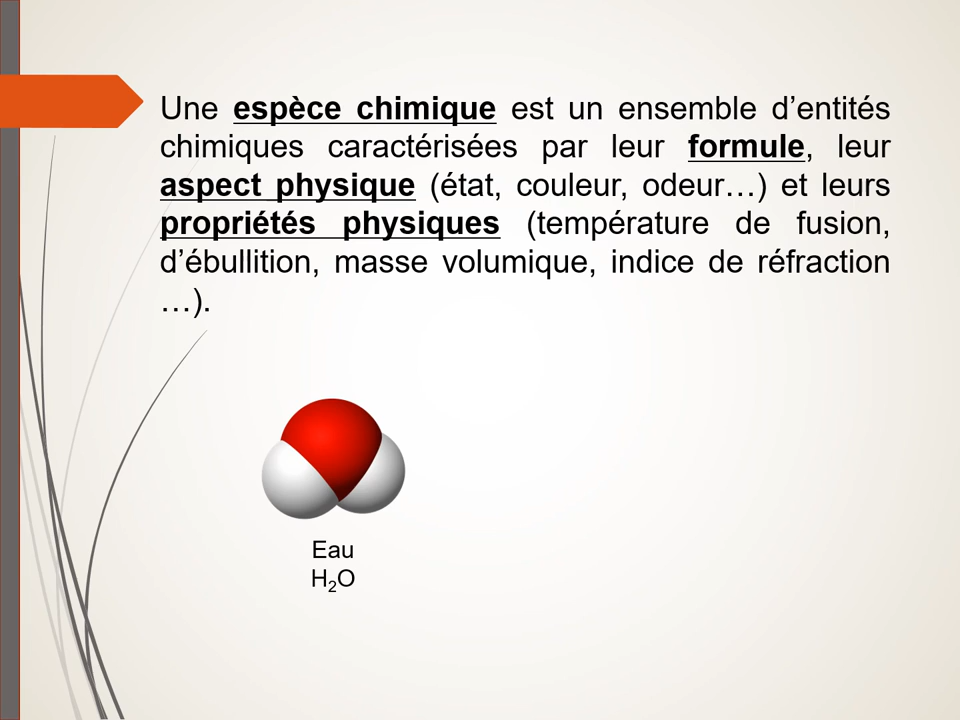 Une espèce chimique est un ensemble d’entités
chimiques caractérisées par leur formule, leur
aspect physique (état, couleur, odeur…) et leurs
propriétés physiques (température de fusion,
d’ébullition, masse volumique, indice de réfraction
…).
Eau
H₂O